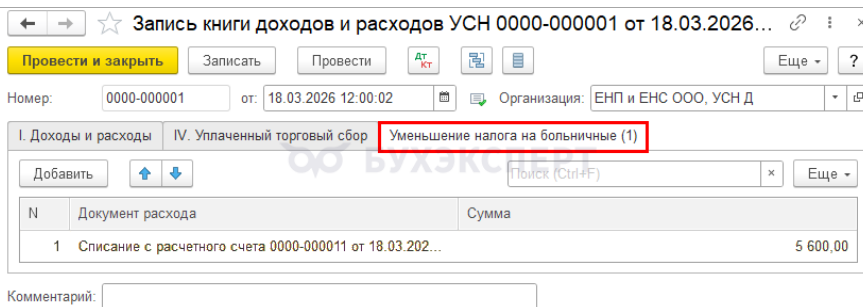 Запись книги доходов и расходов УСН 0000-000001 от 18.03.2026...
Провести и закрыть Записать Провести Дт Кт Еще ?
Номер: 0000-000001 от: 18.03.2026 12:00:02 Организация: ЕНП и ЕНС ООО, УСН Д
I. Доходы и расходы IV. Уплаченный торговый сбор Уменьшение налога на больничные (1)
БУХЭКСПЕРТ
Добавить Поиск (Ctrl+F) × Еще
N Документ расхода Сумма
1 Списание с расчетного счета 0000-000011 от 18.03.202... 5 600,00
Комментарий: